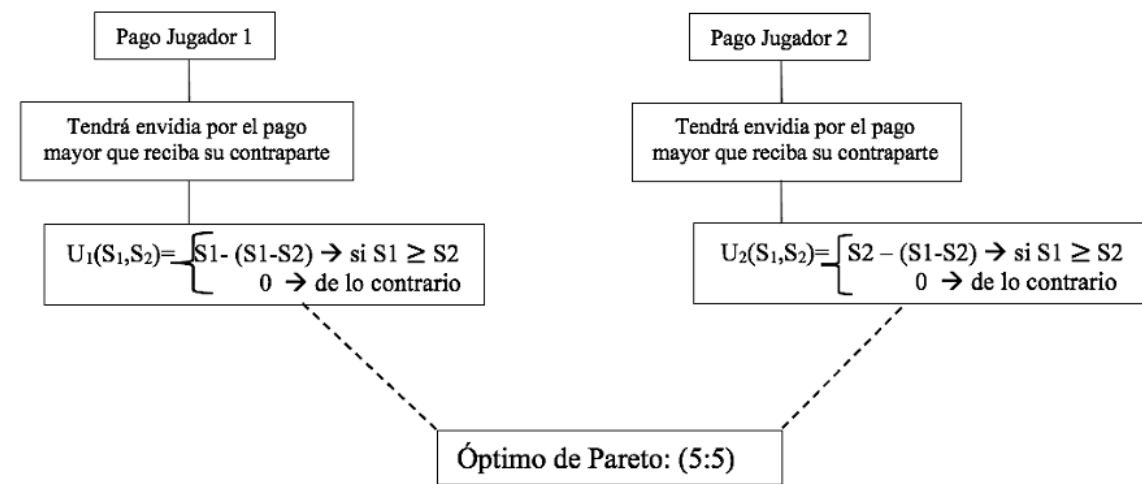 Pago Jugador 1
Tendrá envidia por el pago
mayor que reciba su contraparte
U₁(S₁,S₂)= S1- (S1-S2) → si S1 ≥ S2
0 → de lo contrario
Pago Jugador 2
Tendrá envidia por el pago
mayor que reciba su contraparte
U₂(S₁,S₂)= S2 – (S1-S2) → si S1 ≥ S2
0 → de lo contrario
Óptimo de Pareto: (5:5)